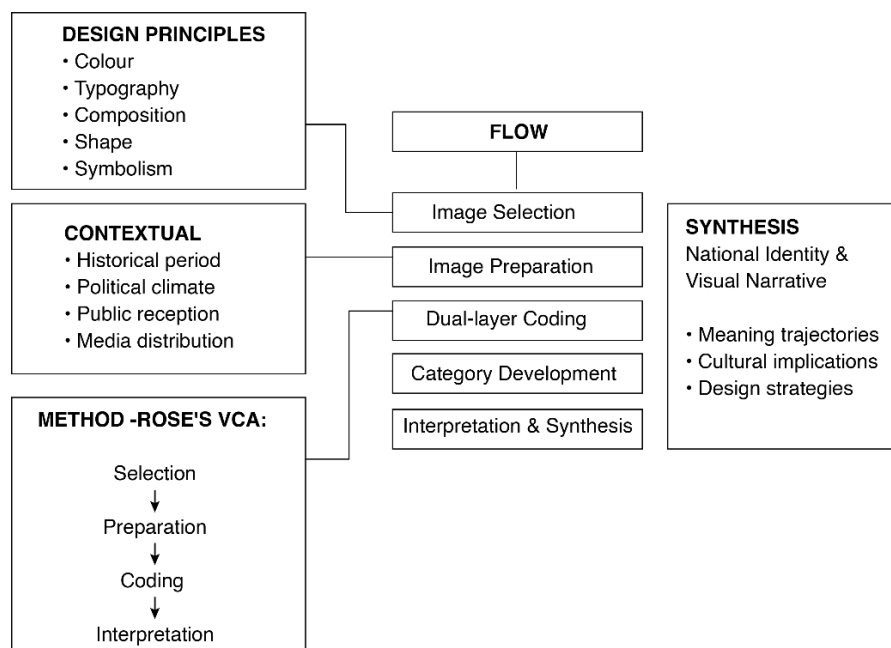 DESIGN PRINCIPLES
• Colour
• Typography
• Composition
• Shape
• Symbolism
CONTEXTUAL
• Historical period
• Political climate
• Public reception
• Media distribution
METHOD -ROSE'S VCA:
Selection
Preparation
Coding
Interpretation
FLOW
Image Selection
Image Preparation
Dual-layer Coding
Category Development
Interpretation & Synthesis
SYNTHESIS
National Identity &
Visual Narrative
• Meaning trajectories
• Cultural implications
• Design strategies